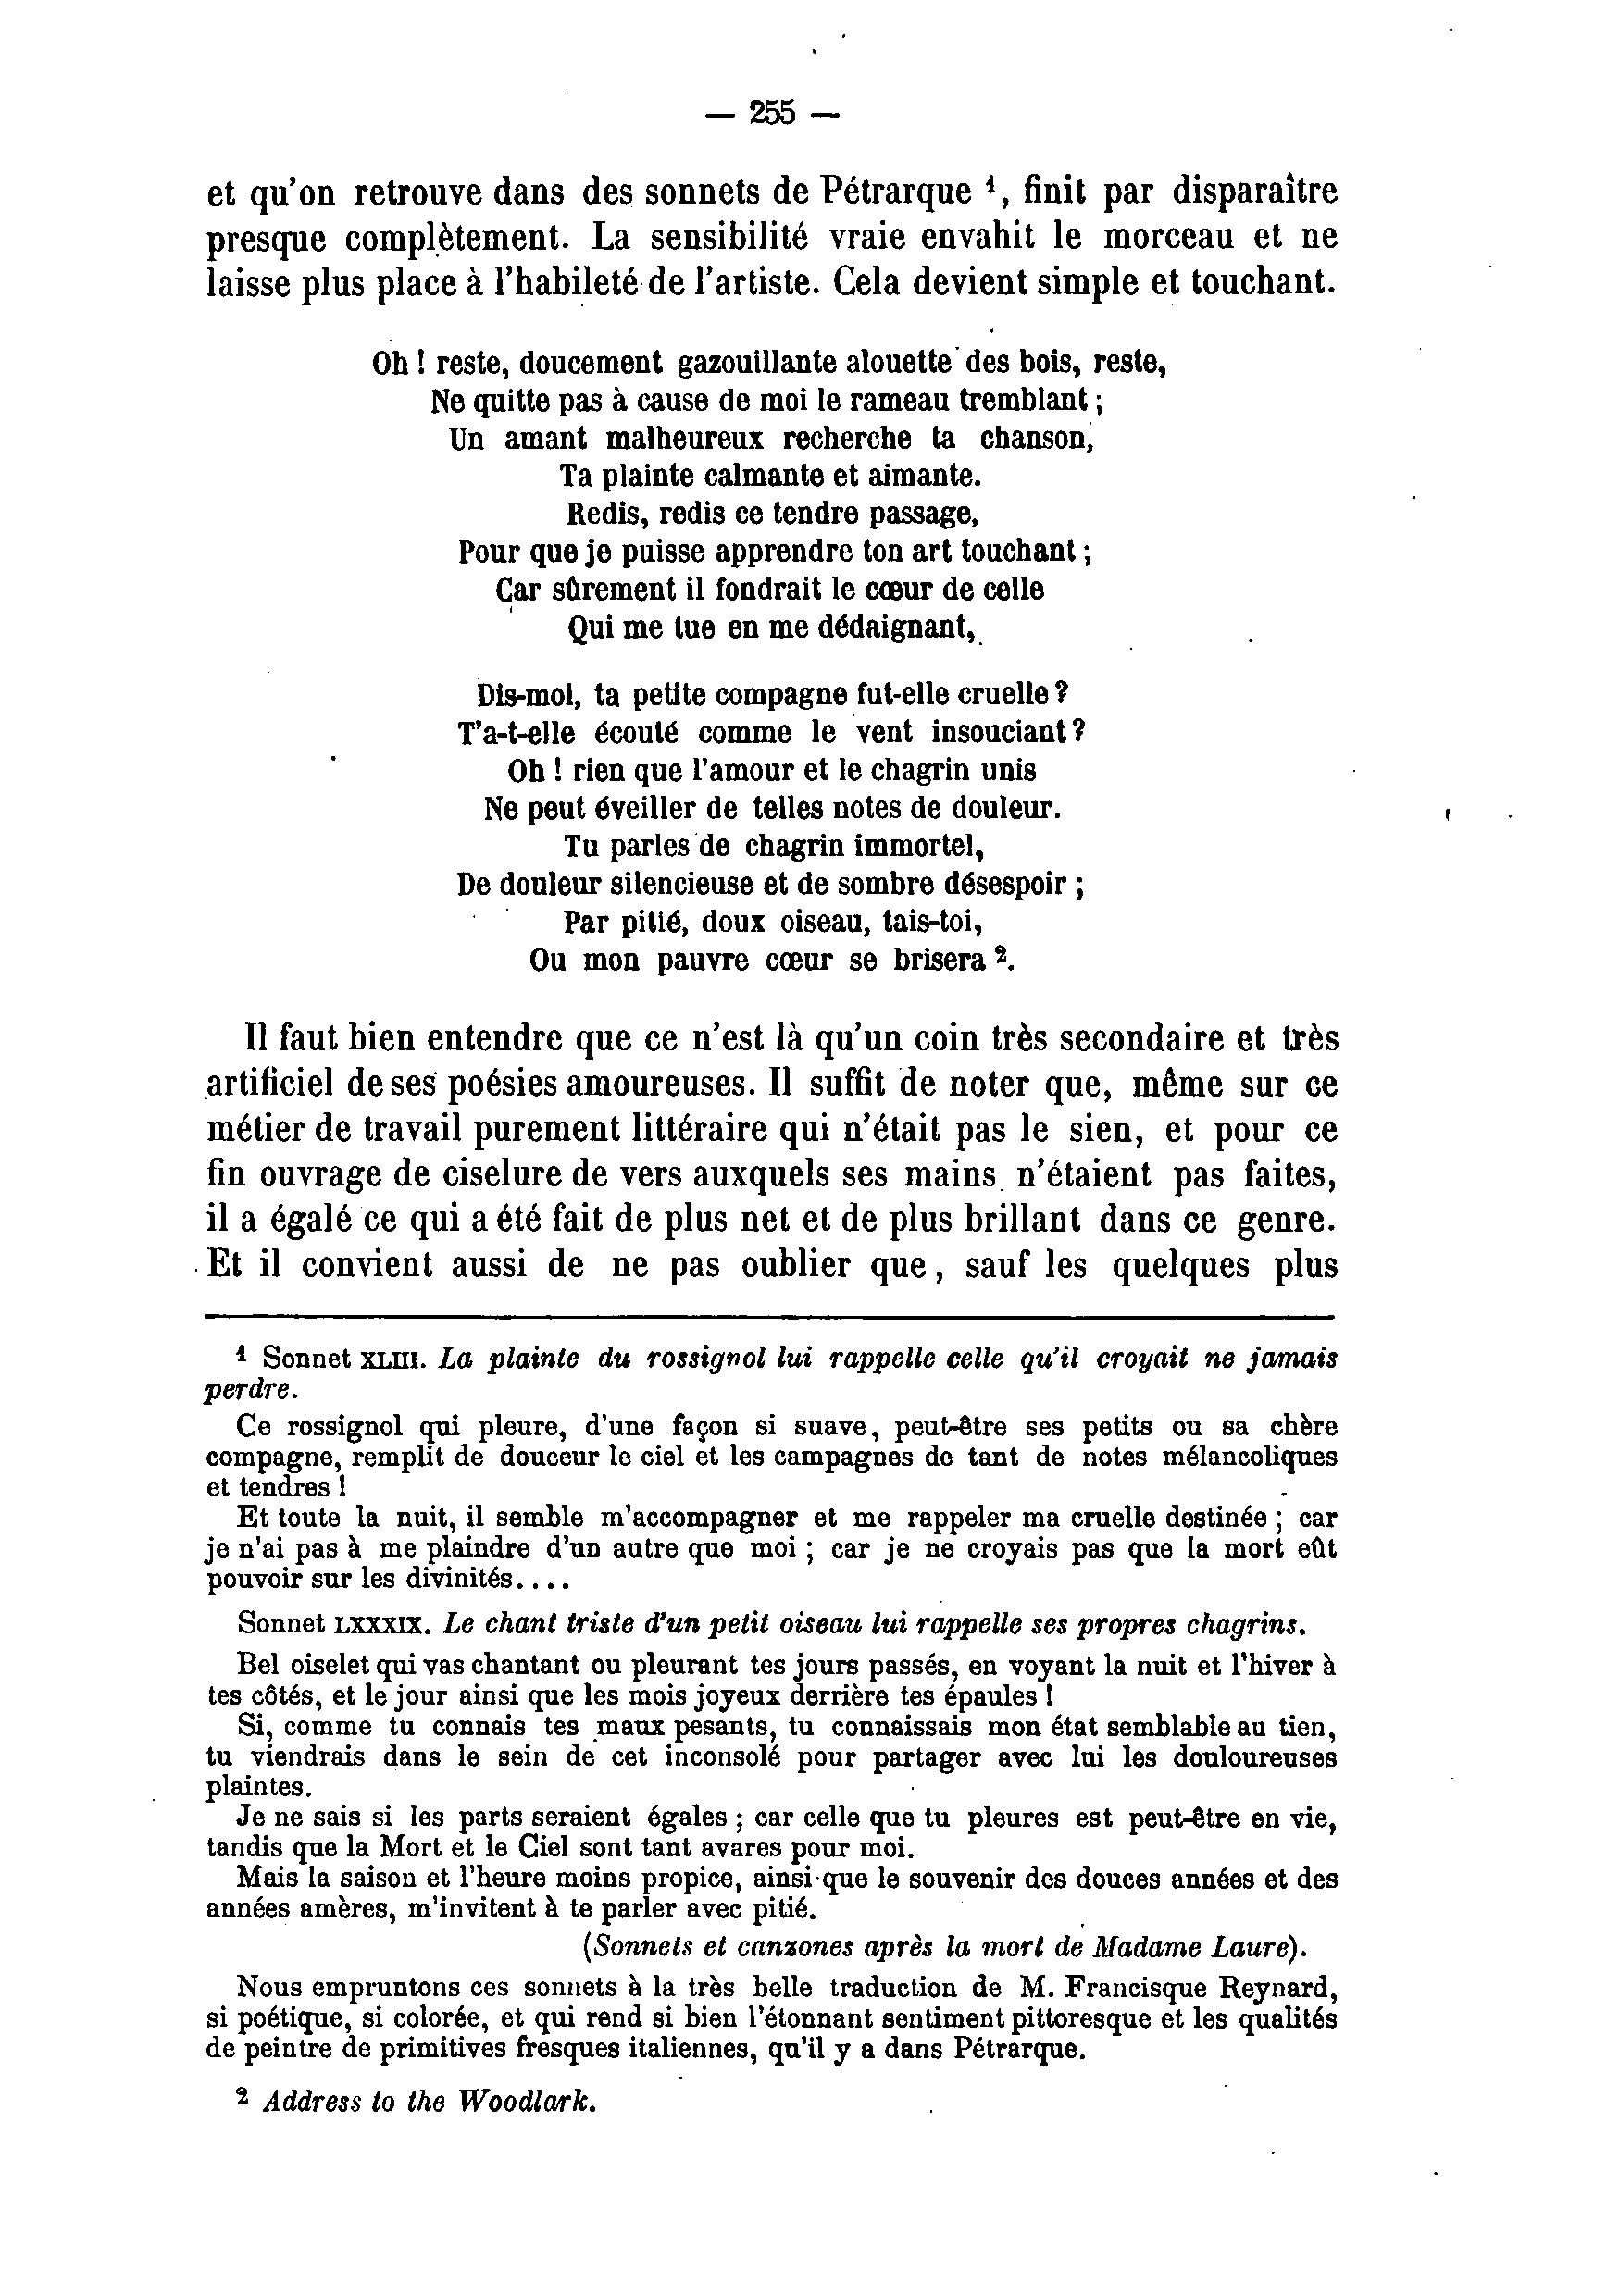 — 255 —
et qu'on retrouve dans des sonnets de Pétrarque ¹, finit par disparaître
presque complètement. La sensibilité vraie envahit le morceau et ne
laisse plus place à l'habileté de l'artiste. Cela devient simple et touchant.
Oh ! reste, doucement gazouillante alouette des bois, reste,
Ne quitte pas à cause de moi le rameau tremblant ;
Un amant malheureux recherche ta chanson,
Ta plainte calmante et aimante.
Redis, redis ce tendre passage,
Pour que je puisse apprendre ton art touchant ;
Car sûrement il fondrait le cœur de celle
Qui me tue en me dédaignant,
Dis-moi, ta petite compagne fut-elle cruelle ?
T'a-t-elle écouté comme le vent insouciant ?
Oh ! rien que l'amour et le chagrin unis
Ne peut éveiller de telles notes de douleur.
Tu parles de chagrin immortel,
De douleur silencieuse et de sombre désespoir ;
Par pitié, doux oiseau, tais-toi,
Ou mon pauvre cœur se brisera ².
Il faut bien entendre que ce n'est là qu'un coin très secondaire et très
artificiel de ses poésies amoureuses. Il suffit de noter que, même sur ce
métier de travail purement littéraire qui n'était pas le sien, et pour ce
fin ouvrage de ciselure de vers auxquels ses mains n'étaient pas faites,
il a égalé ce qui a été fait de plus net et de plus brillant dans ce genre.
Et il convient aussi de ne pas oublier que, sauf les quelques plus
¹ Sonnet XLIII. La plainte du rossignol lui rappelle celle qu'il croyait ne jamais
perdre.
Ce rossignol qui pleure, d'une façon si suave, peut-être ses petits ou sa chère
compagne, remplit de douceur le ciel et les campagnes de tant de notes mélancoliques
et tendres !
Et toute la nuit, il semble m'accompagner et me rappeler ma cruelle destinée ; car
je n'ai pas à me plaindre d'un autre que moi ; car je ne croyais pas que la mort eût
pouvoir sur les divinités....
Sonnet LXXXIX. Le chant triste d'un petit oiseau lui rappelle ses propres chagrins.
Bel oiselet qui vas chantant ou pleurant tes jours passés, en voyant la nuit et l'hiver à
tes côtés, et le jour ainsi que les mois joyeux derrière tes épaules !
Si, comme tu connais tes maux pesants, tu connaissais mon état semblable au tien,
tu viendrais dans le sein de cet inconsolé pour partager avec lui les douloureuses
plaintes.
Je ne sais si les parts seraient égales ; car celle que tu pleures est peut-être en vie,
tandis que la Mort et le Ciel sont tant avares pour moi.
Mais la saison et l'heure moins propice, ainsi que le souvenir des douces années et des
années amères, m'invitent à te parler avec pitié.
(Sonnets et canzones après la mort de Madame Laure).
Nous empruntons ces sonnets à la très belle traduction de M. Francisque Reynard,
si poétique, si colorée, et qui rend si bien l'étonnant sentiment pittoresque et les qualités
de peintre de primitives fresques italiennes, qu'il y a dans Pétrarque.
² Address to the Woodlark.